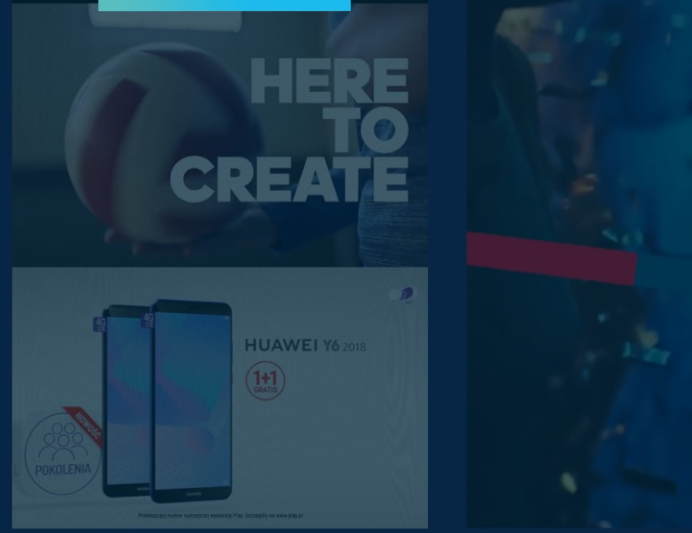 HERE
TO
CREATE
HUAWEI Y6 2018
1+1
GRATIS
NOWOŚĆ
POKOLENIA